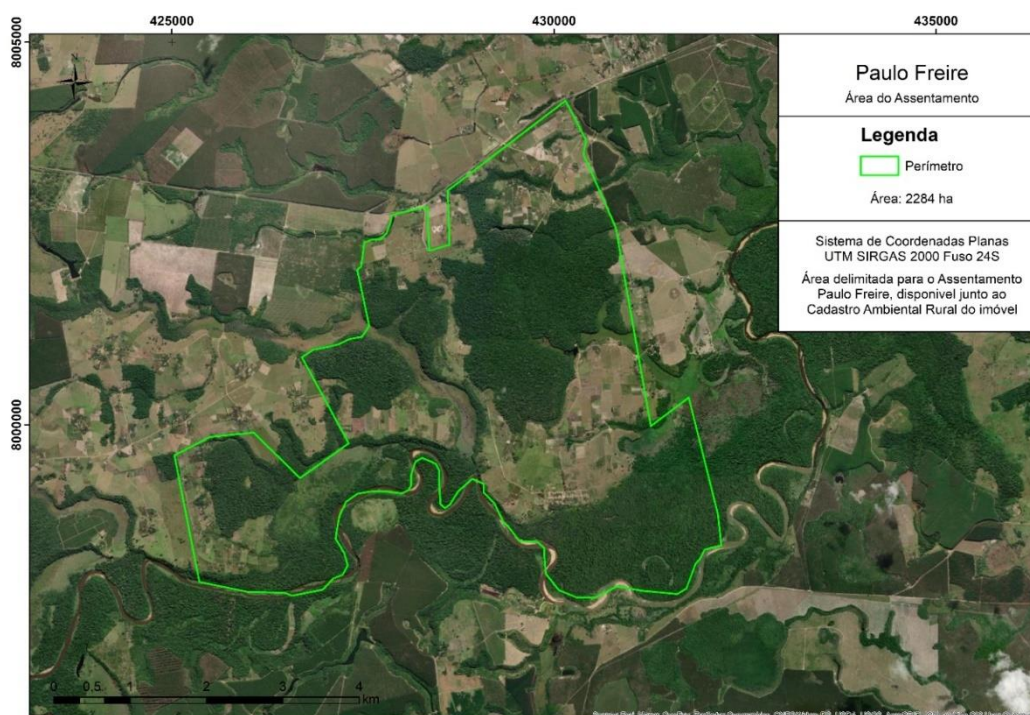 425000
430000
435000
8005000
8000000
N
Paulo Freire
Área do Assentamento
Legenda
Perímetro
Área: 2284 ha
Sistema de Coordenadas Planas
UTM SIRGAS 2000 Fuso 24S
Área delimitada para o Assentamento
Paulo Freire, disponivel junto ao
Cadastro Ambiental Rural do imóvel
0 0,5 1 2 3 4
km